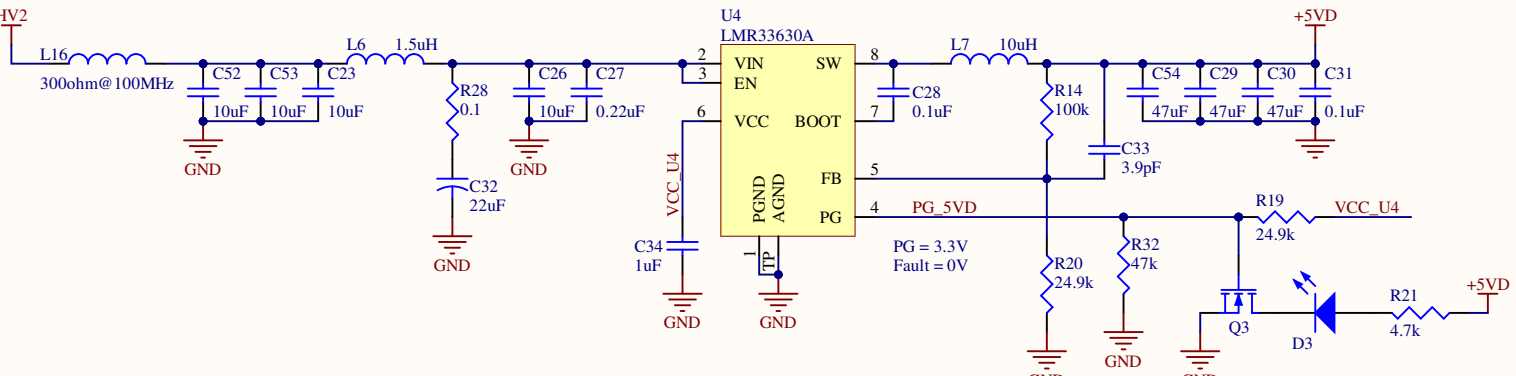 HV2
L16
300ohm@100MHz
C52
10uF
C53
10uF
C23
10uF
GND
L6 1.5uH
R28
0.1
C32
22uF
GND
C26
10uF
C27
0.22uF
GND
U4
LMR33630A
2 VIN
3 EN
6 VCC
SW 8
BOOT 7
FB 5
PG 4
PGND
AGND
1
TP
GND
VCC_U4
C34
1uF
GND
L7 10uH
C28
0.1uF
R14
100k
C33
3.9pF
+5VD
C54
47uF
C29
47uF
C30
47uF
C31
0.1uF
GND
PG_5VD
PG = 3.3V
Fault = 0V
R20
24.9k
GND
R32
47k
GND
R19
24.9k
VCC_U4
Q3
GND
D3
R21
4.7k
+5VD